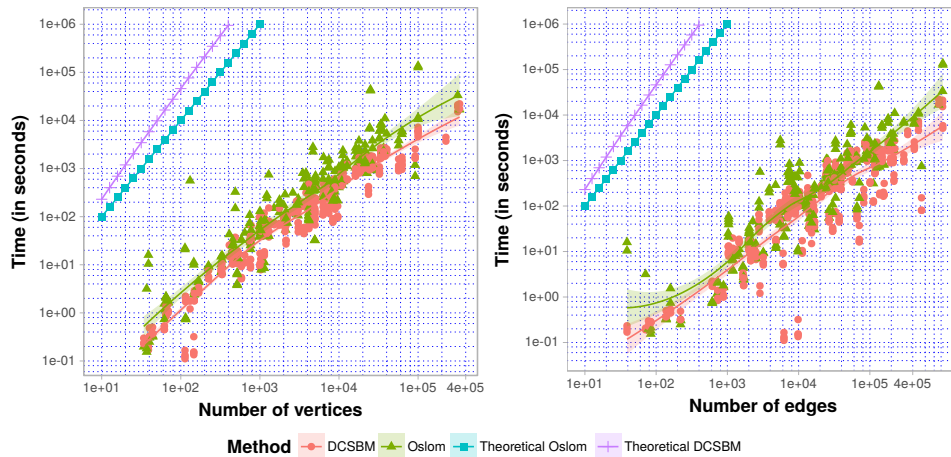 1e+06
1e+05
1e+04
1e+03
1e+02
1e+01
1e+00
1e-01
Time (in seconds)
1e+01 1e+02 1e+03 1e+04 1e+05 4e+05
Number of vertices
1e+06
1e+05
1e+04
1e+03
1e+02
1e+01
1e+00
1e-01
Time (in seconds)
1e+01 1e+02 1e+03 1e+04 1e+05 4e+05
Number of edges
Method DCSBM Oslom Theoretical Oslom Theoretical DCSBM